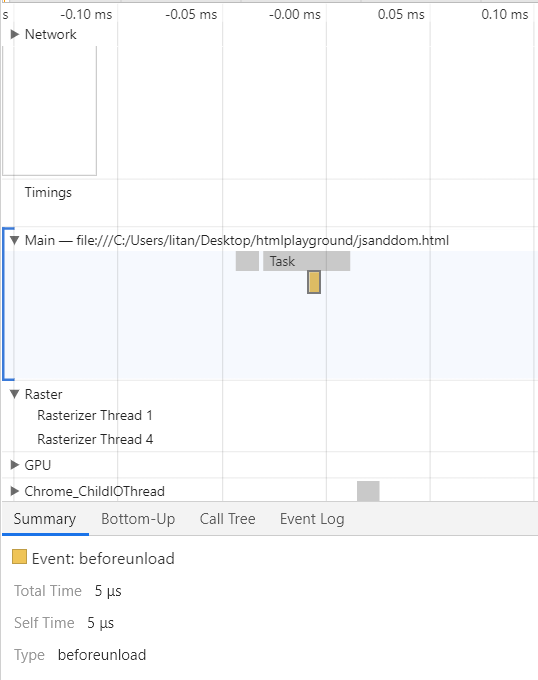 s -0.10 ms -0.05 ms -0.00 ms 0.05 ms 0.10 ms
Network
Timings
Main — file:///C:/Users/litan/Desktop/htmlplayground/jsanddom.html
Task
Raster
Rasterizer Thread 1
Rasterizer Thread 4
GPU
Chrome_ChildIOThread
Summary Bottom-Up Call Tree Event Log
Event: beforeunload
Total Time 5 μs
Self Time 5 μs
Type beforeunload